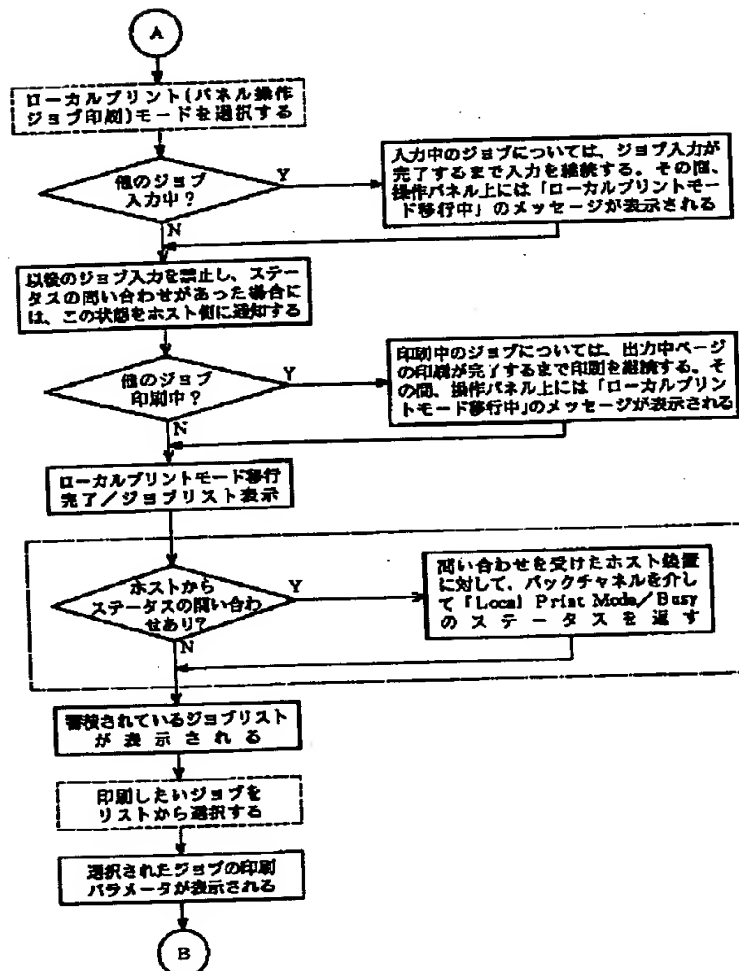 A
ローカルプリント(パネル操作
ジョブ印刷)モードを選択する
他のジョブ
入力中?
Y
N
入力中のジョブについては、ジョブ入力が
完了するまで入力を継続する。その間、
操作パネル上には「ローカルプリントモー
ド移行中」のメッセージが表示される
以後のジョブ入力を禁止し、ステー
タスの問い合わせがあった場合に
は、この状態をホスト側に通知する
他のジョブ
印刷中?
Y
N
印刷中のジョブについては、出力中ページ
の印刷が完了するまで印刷を継続する。そ
の間、操作パネル上には「ローカルプリン
トモード移行中」のメッセージが表示される
ローカルプリントモード移行
完了/ジョブリスト表示
ホストから
ステータスの問い合わ
せあり?
Y
N
問い合わせを受けたホスト装置
に対して、バックチャネルを介し
て「Local Print Mode/Busy
のステータスを返す
蓄積されているジョブリスト
が表示される
印刷したいジョブを
リストから選択する
選択されたジョブの印刷
パラメータが表示される
B